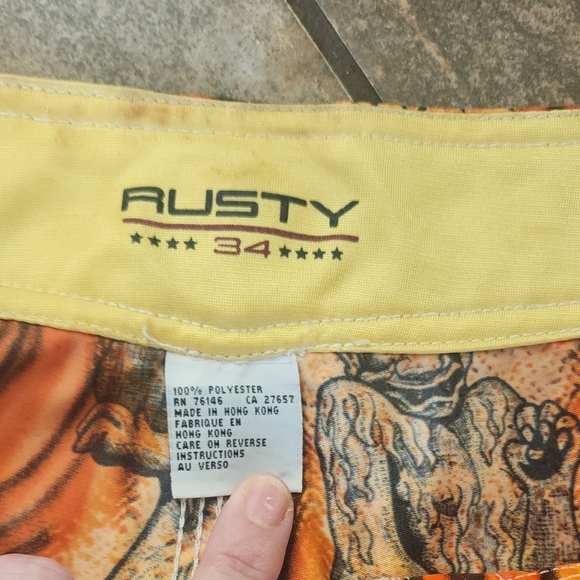 RUSTY
34
100% POLYESTER
RN 76146 CA 27657
MADE IN HONG KONG
FABRIQUE EN
HONG KONG
CARE ON REVERSE
INSTRUCTIONS
AU VERSO